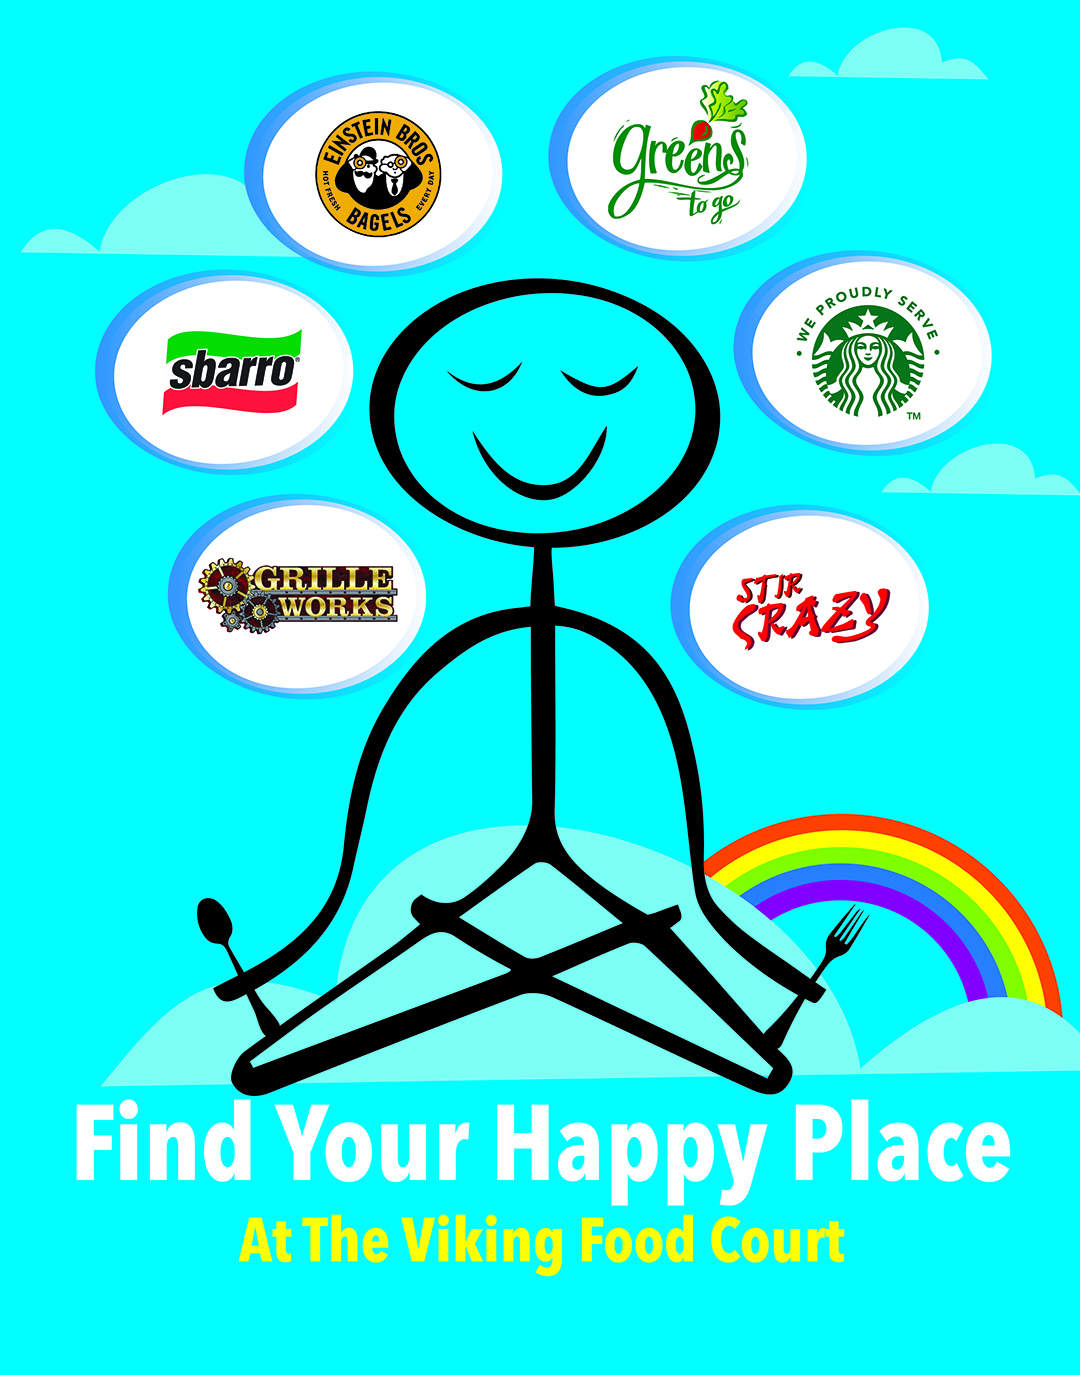 EINSTEIN BROS
HOT FRESH
EVERY DAY
BAGELS
greens
to go
sbarro®
• WE PROUDLY SERVE •
TM
GRILLE
WORKS
STIR
CRAZY
Find Your Happy Place
At The Viking Food Court